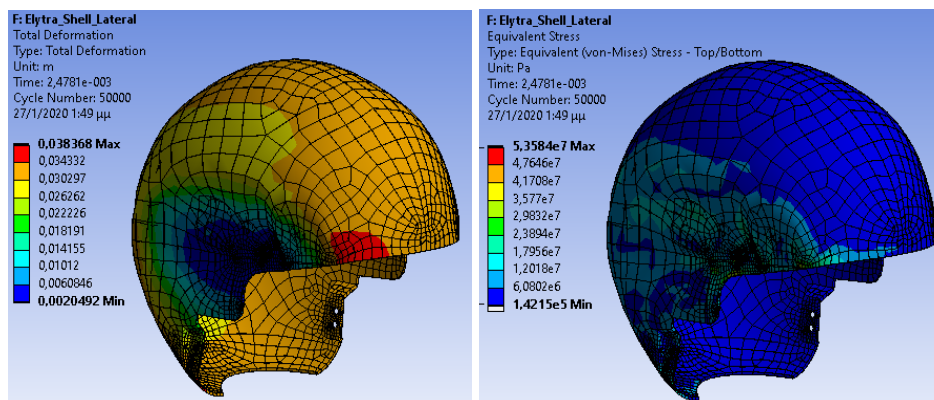 F: Elytra_Shell_Lateral
Total Deformation
Type: Total Deformation
Unit: m
Time: 2,4781e-003
Cycle Number: 50000
27/1/2020 1:49 μμ
0,038368 Max
0,034332
0,030297
0,026262
0,022226
0,018191
0,014155
0,01012
0,0060846
0,0020492 Min
F: Elytra_Shell_Lateral
Equivalent Stress
Type: Equivalent (von-Mises) Stress - Top/Bottom
Unit: Pa
Time: 2,4781e-003
Cycle Number: 50000
27/1/2020 1:49 μμ
5,3584e7 Max
4,7646e7
4,1708e7
3,577e7
2,9832e7
2,3894e7
1,7956e7
1,2018e7
6,0802e6
1,4215e5 Min